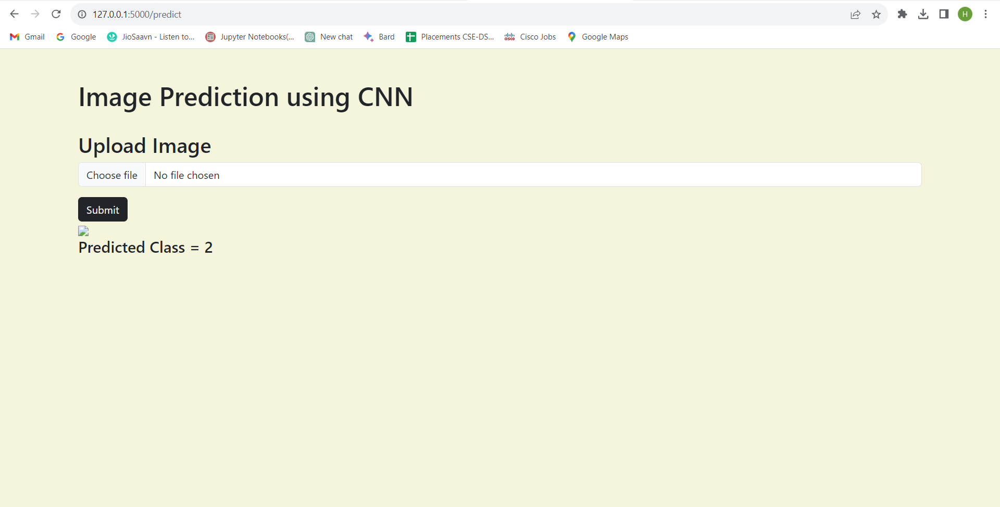 127.0.0.1:5000/predict
H
Gmail
Google
JioSaavn - Listen to...
Jupyter Notebooks(...
New chat
Bard
Placements CSE-DS...
cisco
Cisco Jobs
Google Maps
Image Prediction using CNN
Upload Image
Choose file
No file chosen
Submit
Predicted Class = 2